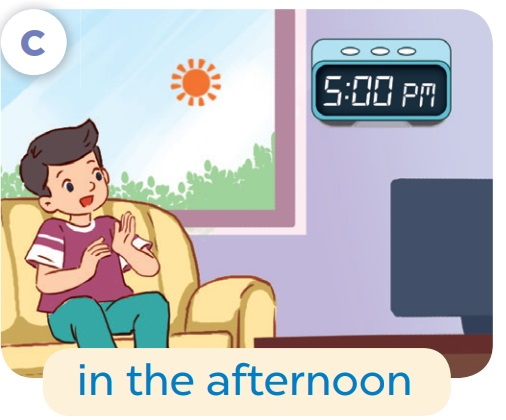 c
5:00 PM
in the afternoon